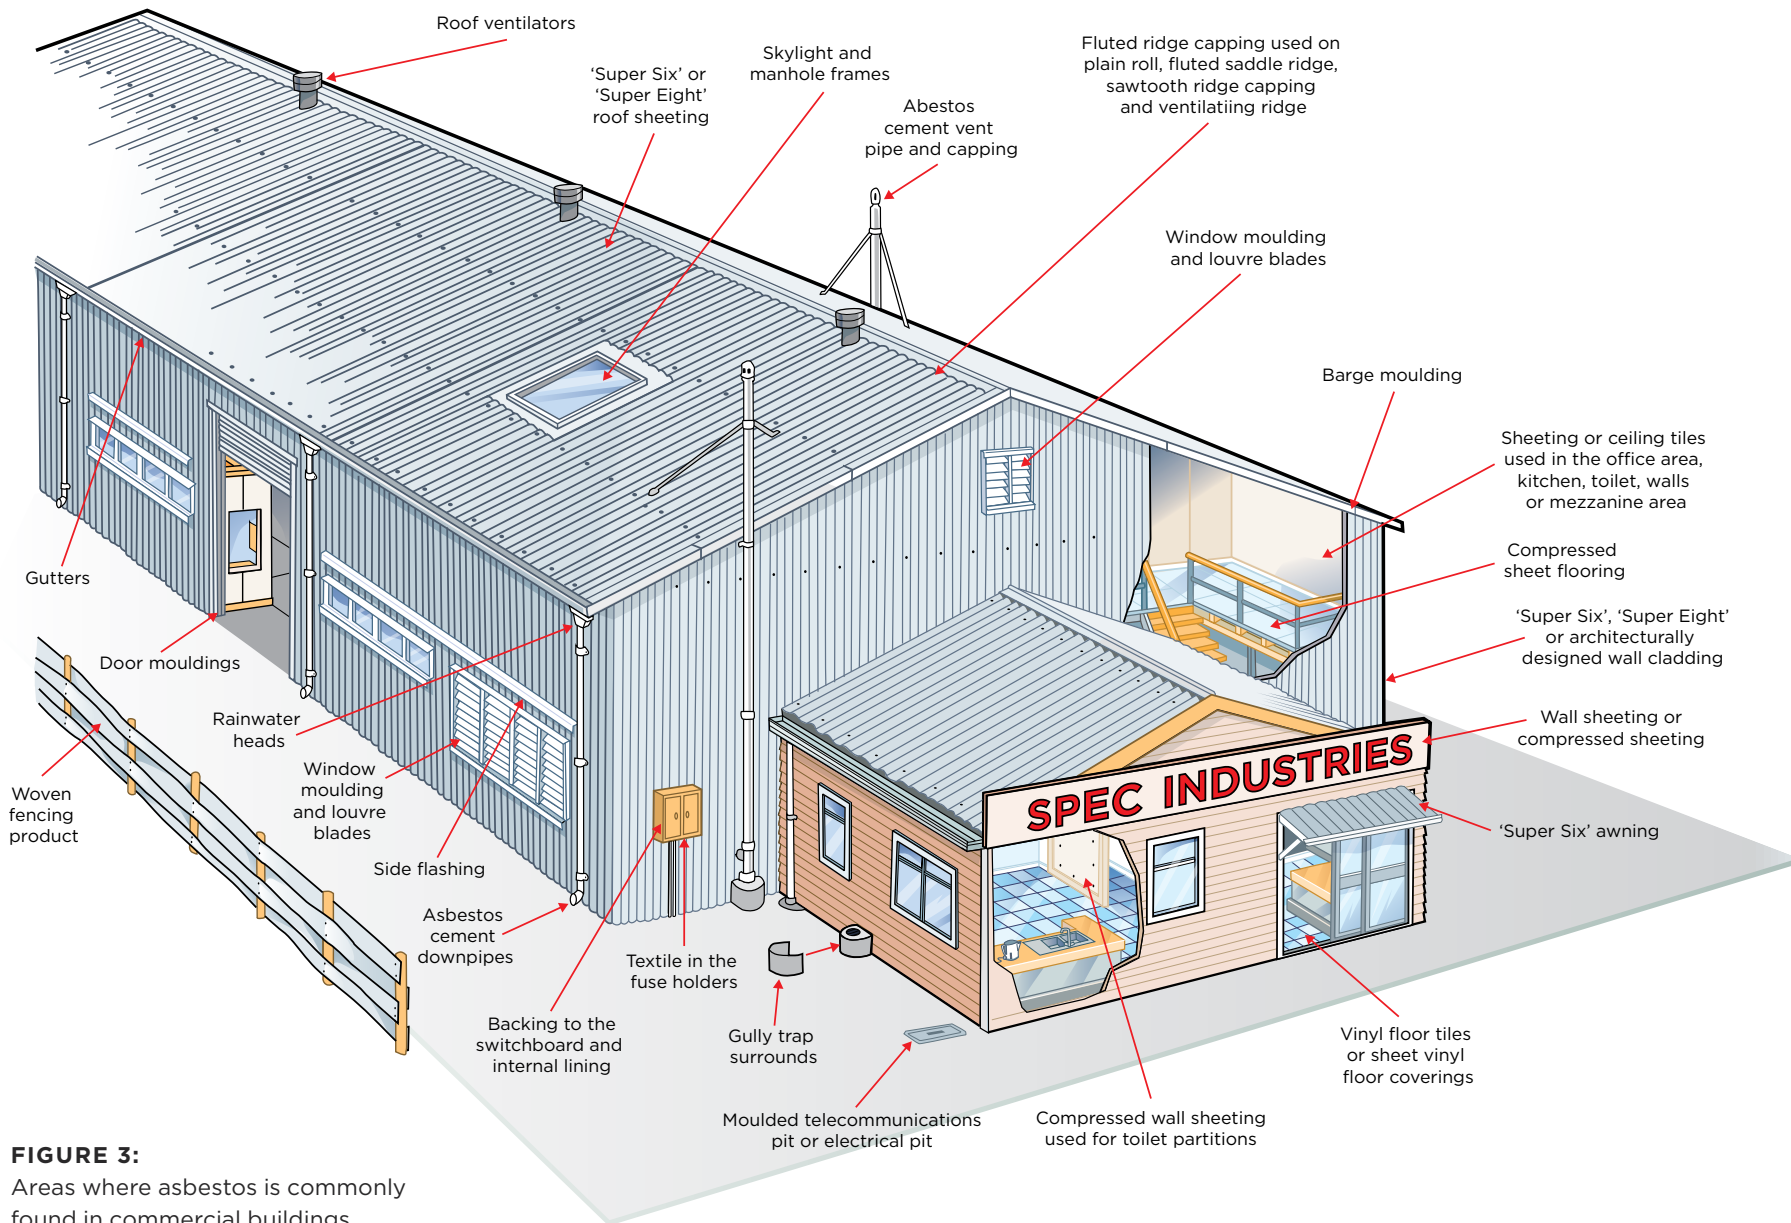 Roof ventilators
'Super Six' or
'Super Eight'
roof sheeting
Skylight and
manhole frames
Abestos
cement vent
pipe and capping
Fluted ridge capping used on
plain roll, fluted saddle ridge,
sawtooth ridge capping
and ventilatiing ridge
Window moulding
and louvre blades
Barge moulding
Sheeting or ceiling tiles
used in the office area,
kitchen, toilet, walls
or mezzanine area
Compressed
sheet flooring
'Super Six', 'Super Eight'
or architecturally
designed wall cladding
Wall sheeting or
compressed sheeting
SPEC INDUSTRIES
'Super Six' awning
Gutters
Door mouldings
Rainwater
heads
Woven
fencing
product
Window
moulding
and louvre
blades
Side flashing
Asbestos
cement
downpipes
Textile in the
fuse holders
Backing to the
switchboard and
internal lining
Gully trap
surrounds
Moulded telecommunications
pit or electrical pit
Compressed wall sheeting
used for toilet partitions
Vinyl floor tiles
or sheet vinyl
floor coverings
FIGURE 3:
Areas where asbestos is commonly
found in commercial buildings